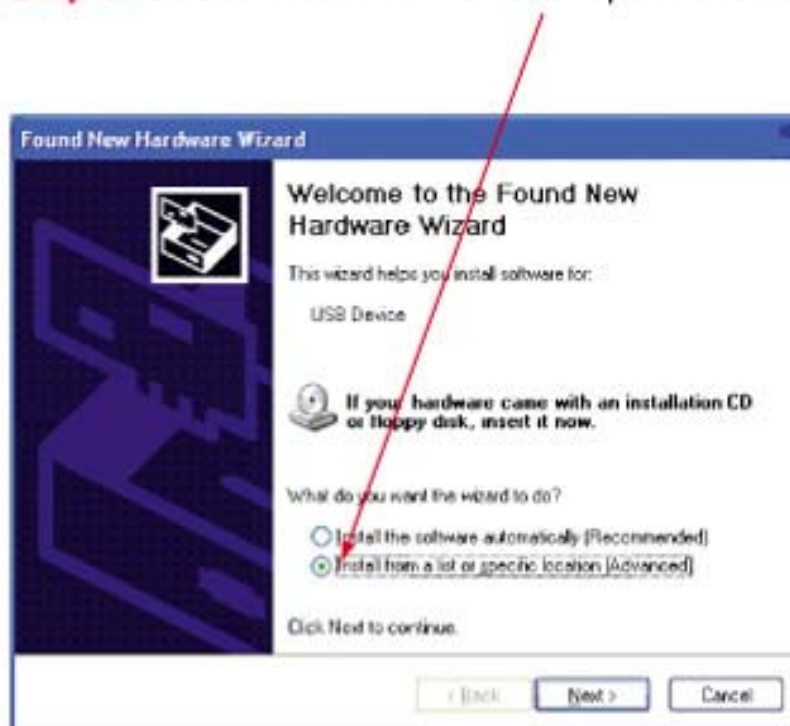 Found New Hardware Wizard
Welcome to the Found New
Hardware Wizard
This wizard helps you install software for:
USB Device
If your hardware came with an installation CD
or floppy disk, insert it now.
What do you want the wizard to do?
Install the software automatically (Recommended)
Install from a list or specific location (Advanced)
Click Next to continue.
< Back
Next >
Cancel